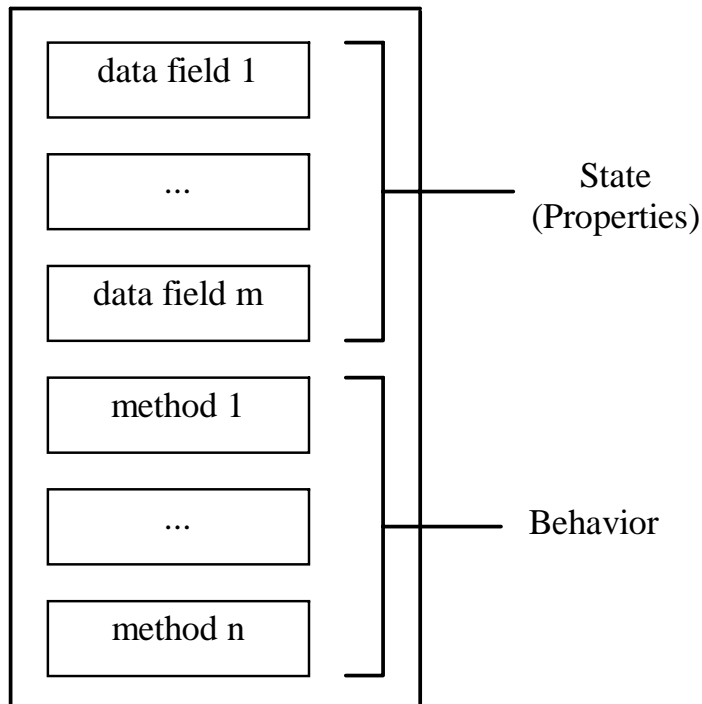 data field 1
...
data field m
State
(Properties)
method 1
...
method n
Behavior